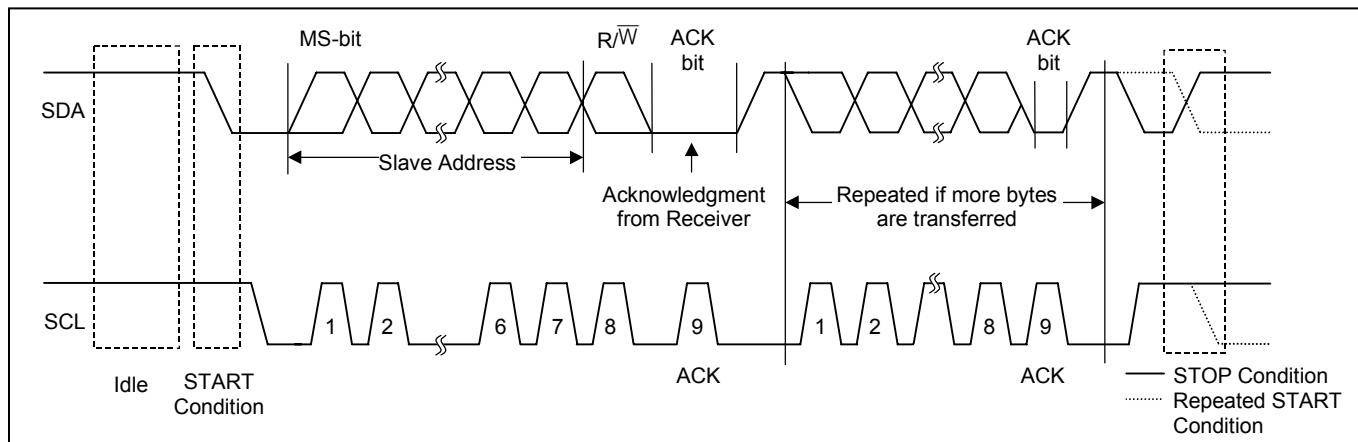 MS-bit
R/W̅
ACK
bit
ACK
bit
SDA
Slave Address
Acknowledgment
from Receiver
Repeated if more bytes
are transferred
SCL
1
2
6
7
8
9
1
2
8
9
Idle
START
Condition
ACK
ACK
STOP Condition
Repeated START
Condition